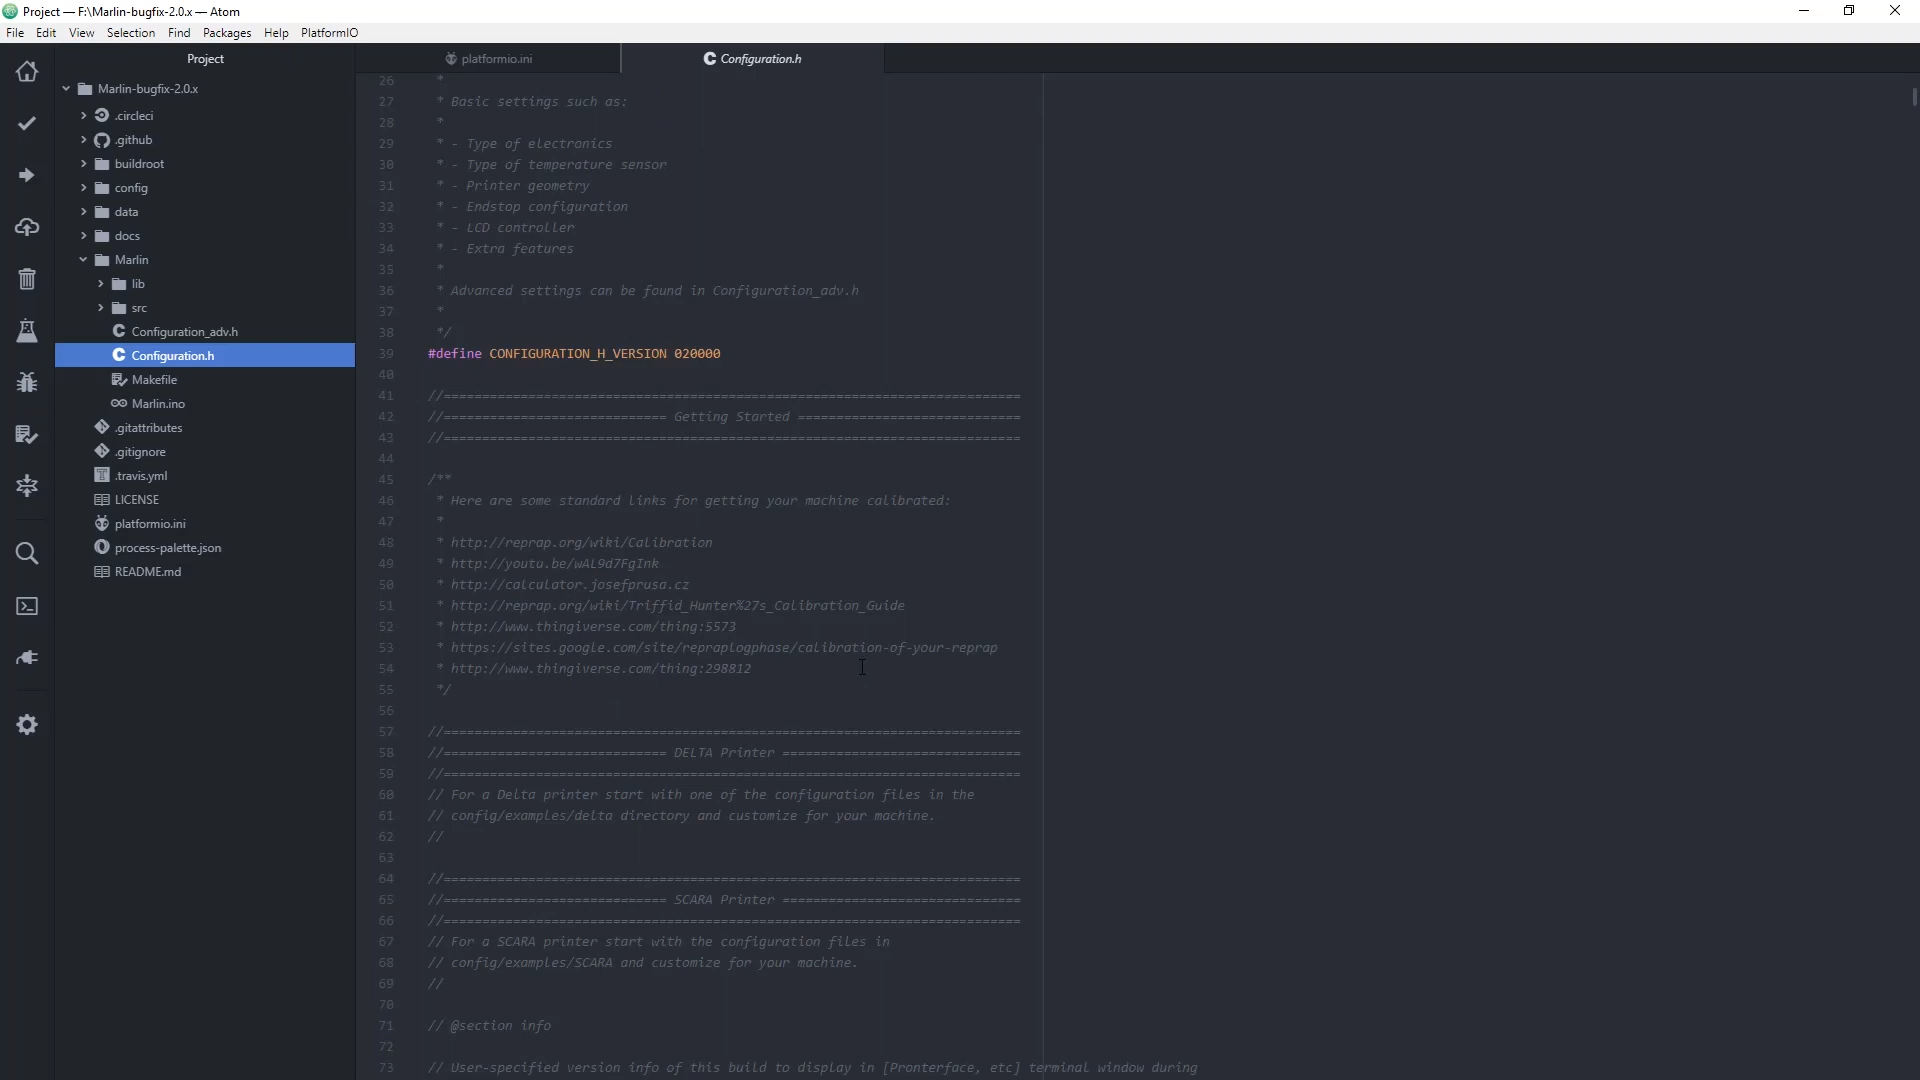 Project — F:\Marlin-bugfix-2.0.x — Atom
File Edit View Selection Find Packages Help PlatformIO
Project
Marlin-bugfix-2.0.x
.circleci
.github
buildroot
config
data
docs
Marlin
lib
src
Configuration_adv.h
Configuration.h
Makefile
Marlin.ino
.gitattributes
.gitignore
.travis.yml
LICENSE
platformio.ini
process-palette.json
README.md
platformio.ini
Configuration.h
26 *
27 * Basic settings such as:
28 *
29 * - Type of electronics
30 * - Type of temperature sensor
31 * - Printer geometry
32 * - Endstop configuration
33 * - LCD controller
34 * - Extra features
35 *
36 * Advanced settings can be found in Configuration_adv.h
37 *
38 */
39 #define CONFIGURATION_H_VERSION 020000
40
41 //===========================================================================
42 //============================= Getting Started =============================
43 //===========================================================================
44
45 /**
46 * Here are some standard links for getting your machine calibrated:
47 *
48 * http://reprap.org/wiki/Calibration
49 * http://youtu.be/wAL9d7FgInk
50 * http://calculator.josefprusa.cz
51 * http://reprap.org/wiki/Triffid_Hunter%27s_Calibration_Guide
52 * http://www.thingiverse.com/thing:5573
53 * https://sites.google.com/site/repraplogphase/calibration-of-your-reprap
54 * http://www.thingiverse.com/thing:298812
55 */
56
57 //===========================================================================
58 //============================= DELTA Printer ===============================
59 //===========================================================================
60 // For a Delta printer start with one of the configuration files in the
61 // config/examples/delta directory and customize for your machine.
62 //
63
64 //===========================================================================
65 //============================= SCARA Printer ===============================
66 //===========================================================================
67 // For a SCARA printer start with the configuration files in
68 // config/examples/SCARA and customize for your machine.
69 //
70
71 // @section info
72
73 // User-specified version info of this build to display in [Pronterface, etc] terminal window during